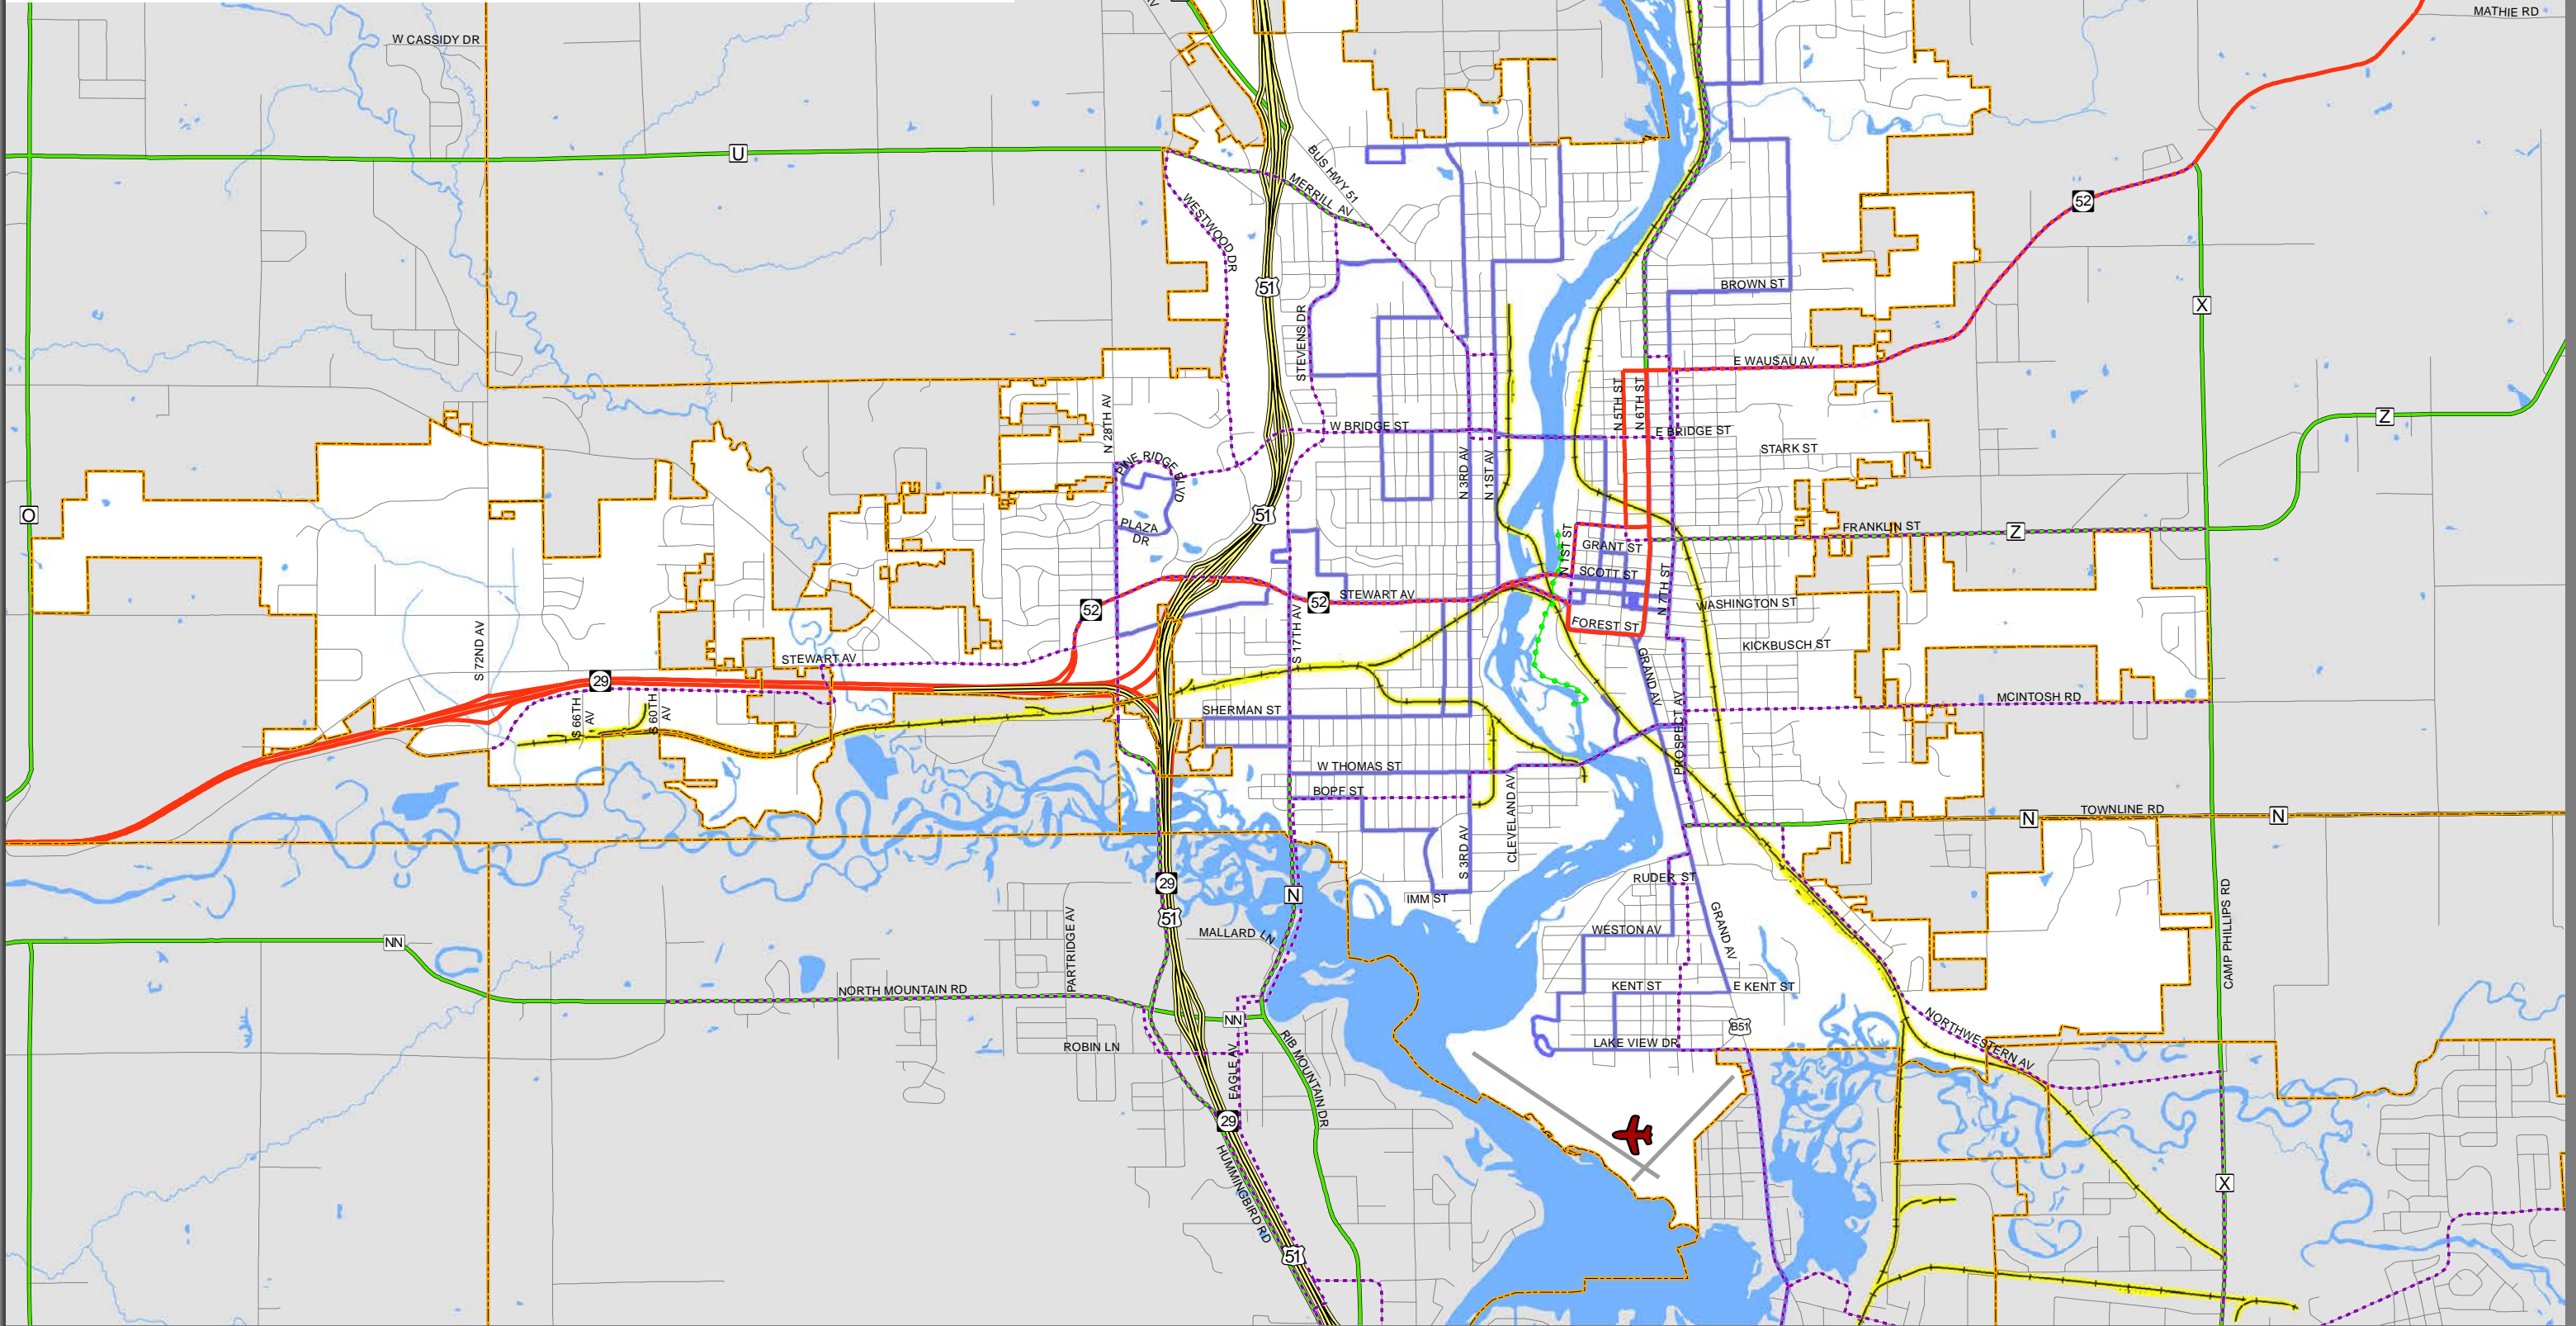 MATHIE RD
W CASSIDY DR
U
BUS HWY 51
MERRILL AV
52
WESTWOOD DR
51
BROWN ST
X
STEVENS DR
E WAUSAU AV
N 5TH ST
N 6TH ST
N 28TH AV
Z
W BRIDGE ST
E BRIDGE ST
STARK ST
PINE RIDGE BLVD
N 3RD AV
N 1ST AV
O
51
PLAZA
DR
FRANKLIN ST
Z
N 1ST ST
GRANT ST
SCOTT ST
N 7TH ST
52
52
STEWART AV
WASHINGTON ST
FOREST ST
S 72ND AV
S 17TH AV
KICKBUSCH ST
STEWART AV
29
GRAND AV
MCINTOSH RD
S 66TH
AV
S 60TH
AV
SHERMAN ST
PROSPECT AV
W THOMAS ST
BOPF ST
CLEVELAND AV
TOWNLINE RD
N
N
S 3RD AV
29
RUDER ST
N
IMM ST
51
PARTRIDGE AV
MALLARD LN
GRAND AV
WESTON AV
CAMP PHILLIPS RD
NN
NORTH MOUNTAIN RD
KENT ST
E KENT ST
NN
B51
NORTHWESTERN AV
ROBIN LN
LAKE VIEW DR
EAGLE AV
RIB MOUNTAIN DR
29
HUMMINGBIRD RD
X
51